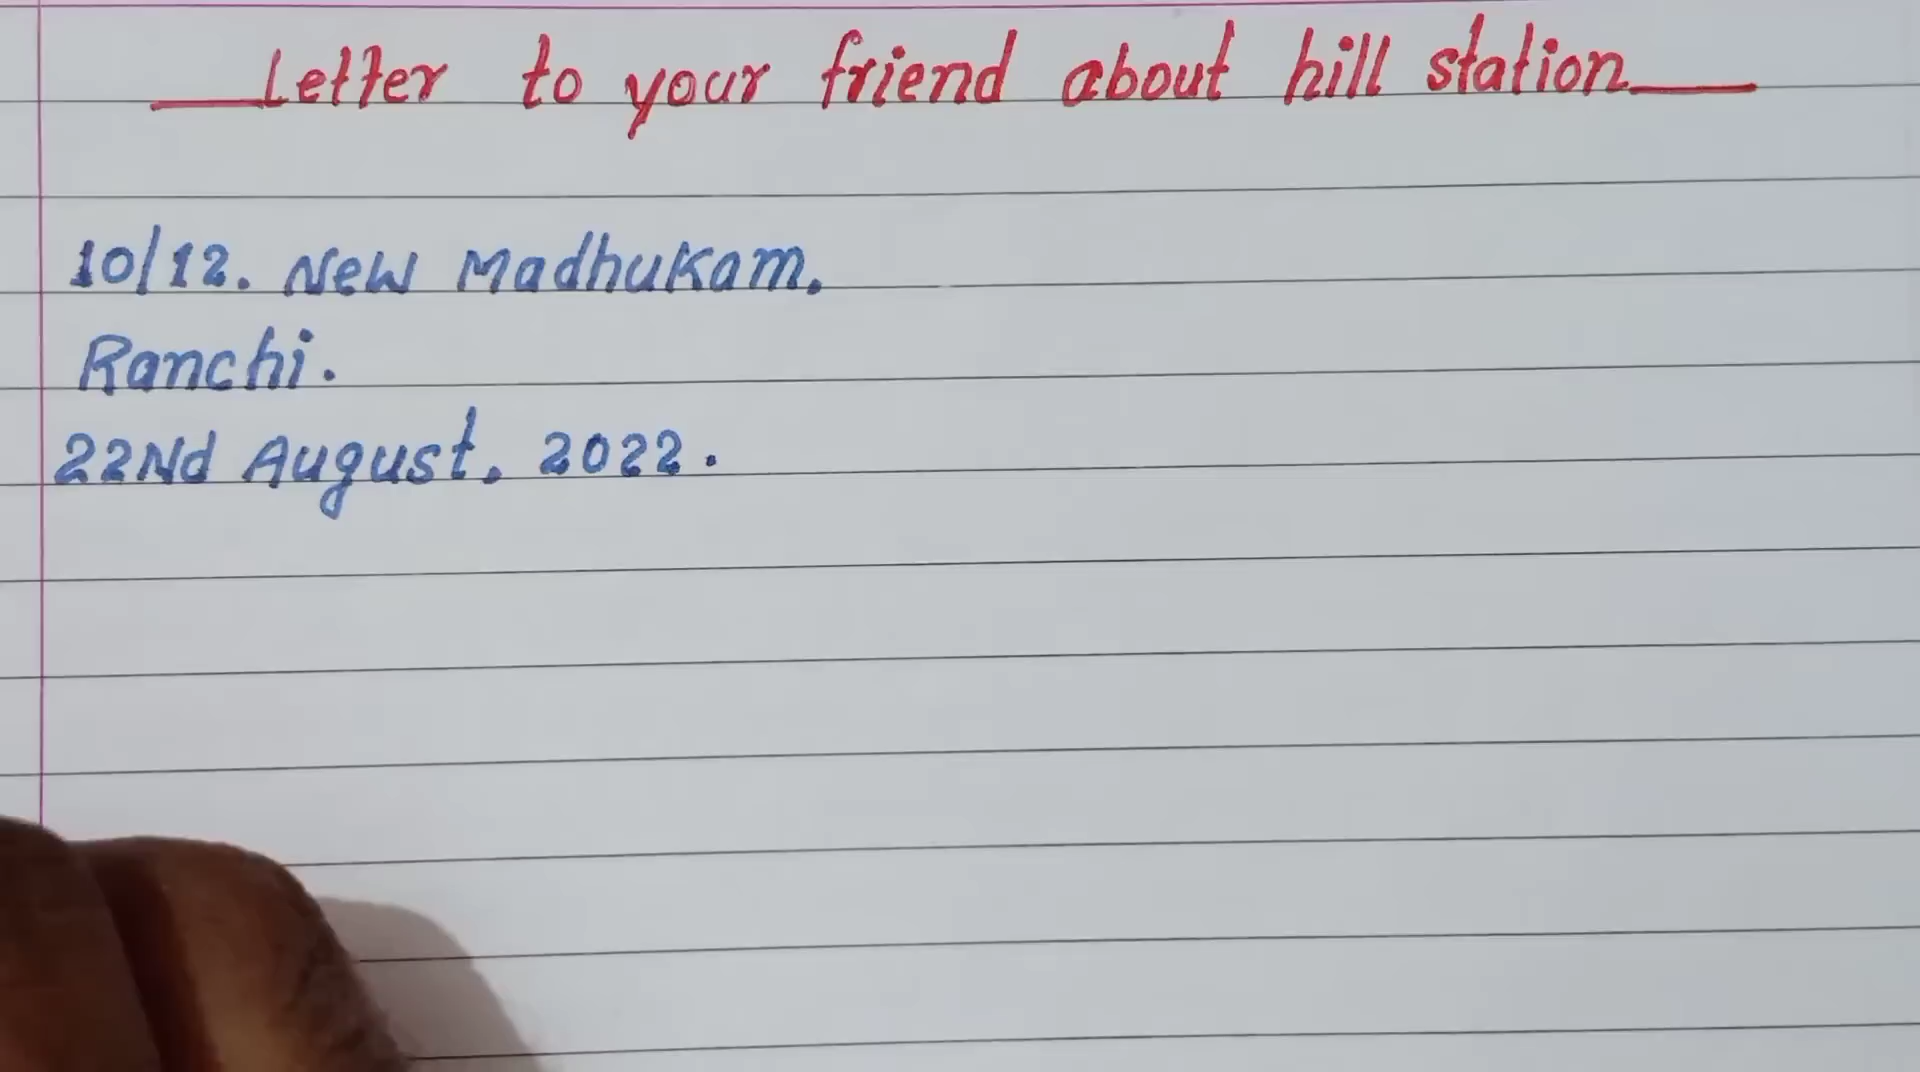 Letter to your friend about hill station
10/12. New Madhukam.
Ranchi.
22Nd August. 2022.